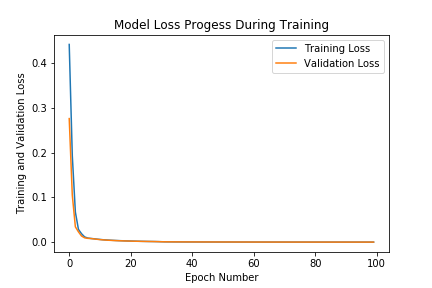 Model Loss Progess During Training
Training Loss
Validation Loss
Training and Validation Loss
0.4
0.3
0.2
0.1
0.0
0 20 40 60 80 100
Epoch Number